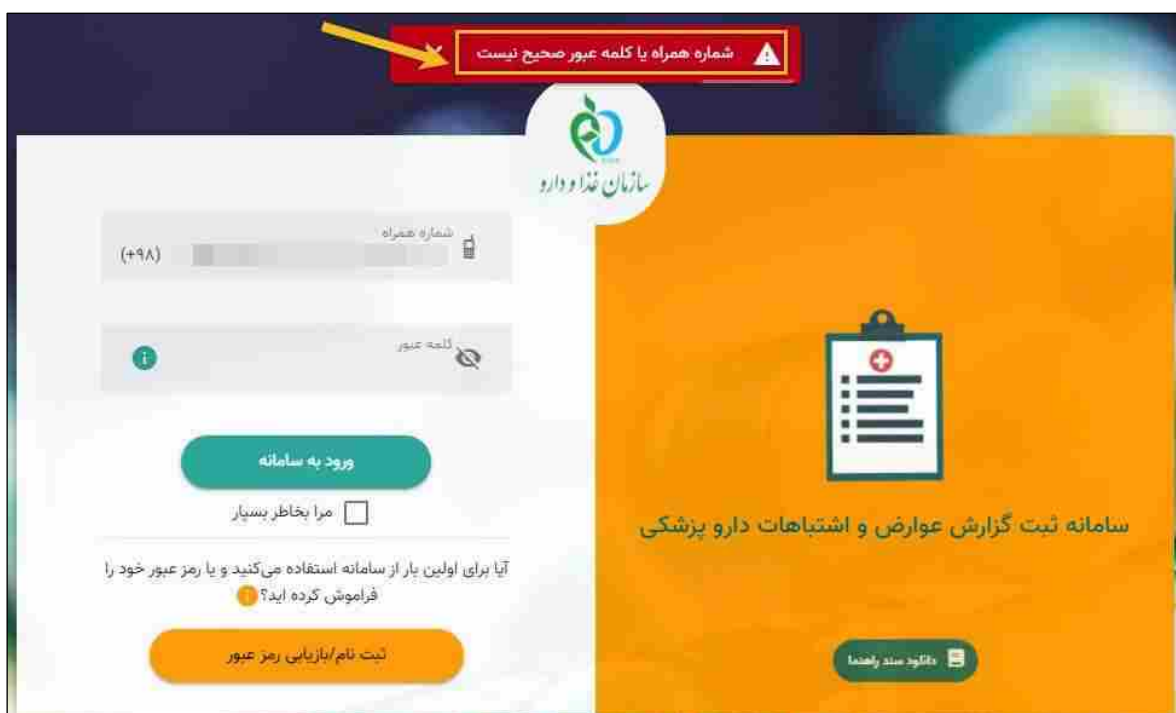 شماره همراه یا کلمه عبور صحیح نیست
سازمان غذا و دارو
شماره همراه
(+۹۸)
کلمه عبور
ورود به سامانه
مرا بخاطر بسپار
آیا برای اولین بار از سامانه استفاده می‌کنید و یا رمز عبور خود را
فراموش کرده اید؟
ثبت نام/بازیابی رمز عبور
سامانه ثبت گزارش عوارض و اشتباهات دارو پزشکی
دانلود سند راهنما